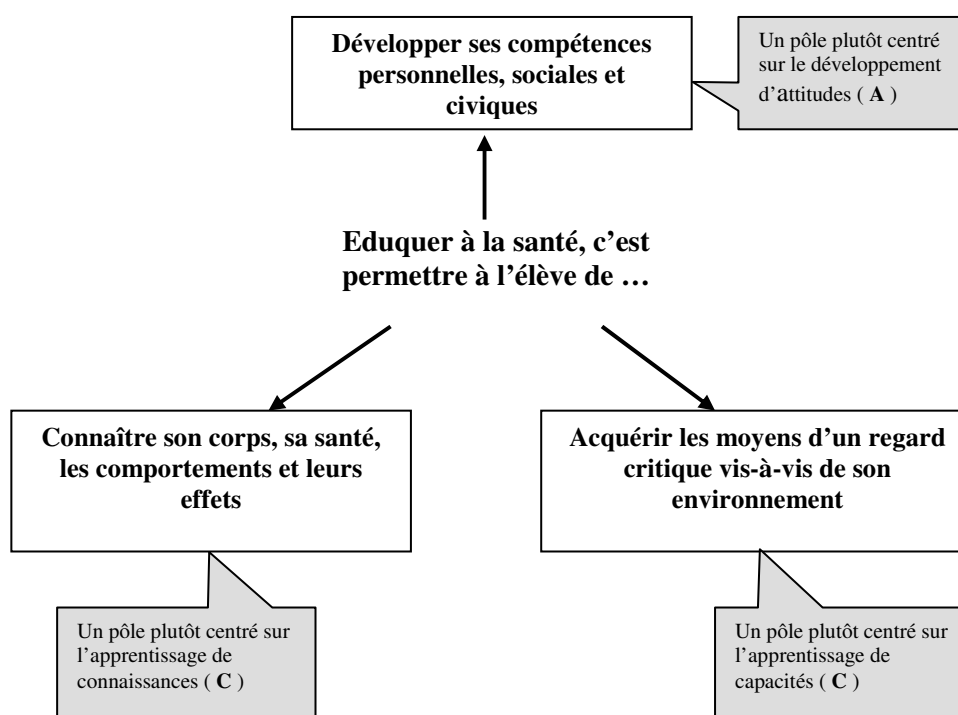 Développer ses compétences
personnelles, sociales et
civiques
Un pôle plutôt centré
sur le développement
d’attitudes ( A )
Eduquer à la santé, c’est
permettre à l’élève de …
Connaître son corps, sa santé,
les comportements et leurs
effets
Acquérir les moyens d’un regard
critique vis-à-vis de son
environnement
Un pôle plutôt centré sur
l’apprentissage de
connaissances ( C )
Un pôle plutôt centré sur
l’apprentissage de
capacités ( C )